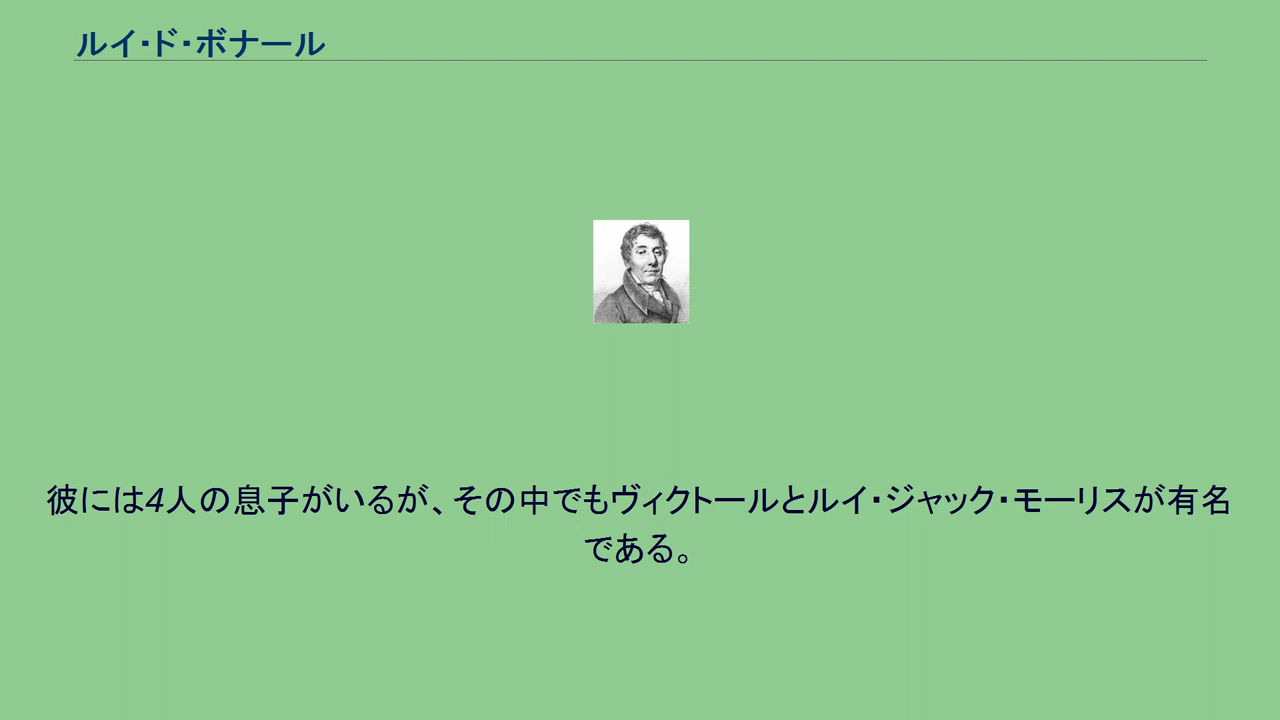 ルイ・ド・ボナール
彼には4人の息子がいるが、その中でもヴィクトールとルイ・ジャック・モーリスが有名
である。